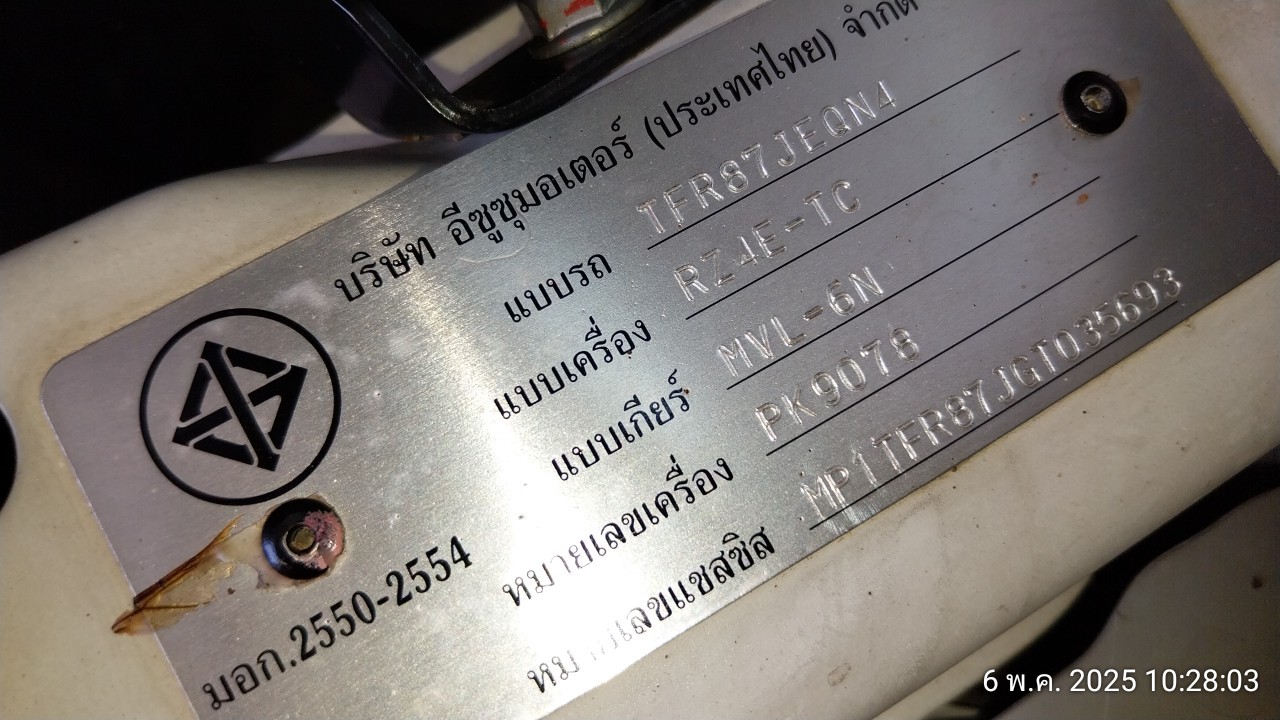 บริษัท อีซูซุมอเตอร์ (ประเทศไทย) จำกัด
แบบรถ TFR87JEQN4
แบบเครื่อง RZ4E-TC
แบบเกียร์ MVL-6N
หมายเลขเครื่อง PK9078
หมายเลขแชสซิส MP1TFR87JGT035693
มอก.2550-2554
6 พ.ค. 2025 10:28:03